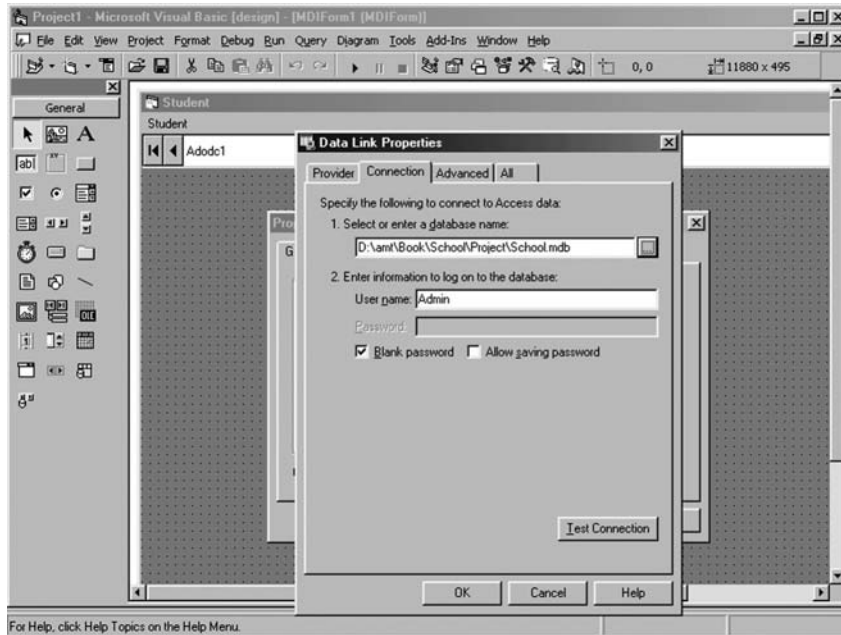 Project1 - Microsoft Visual Basic [design] - [MDIForm1 (MDIForm)]
File Edit View Project Format Debug Run Query Diagram Tools Add-Ins Window Help
0, 0 11880 x 495
General
Student
Student
Adodc1
A
ab|
Data Link Properties
Provider Connection Advanced All
Specify the following to connect to Access data:
1. Select or enter a database name:
D:\amt\Book\School\Project\School.mdb
...
2. Enter information to log on to the database:
User name: Admin
Password:
Blank password Allow saving password
Test Connection
OK Cancel Help
Pro
G
For Help, click Help Topics on the Help Menu.